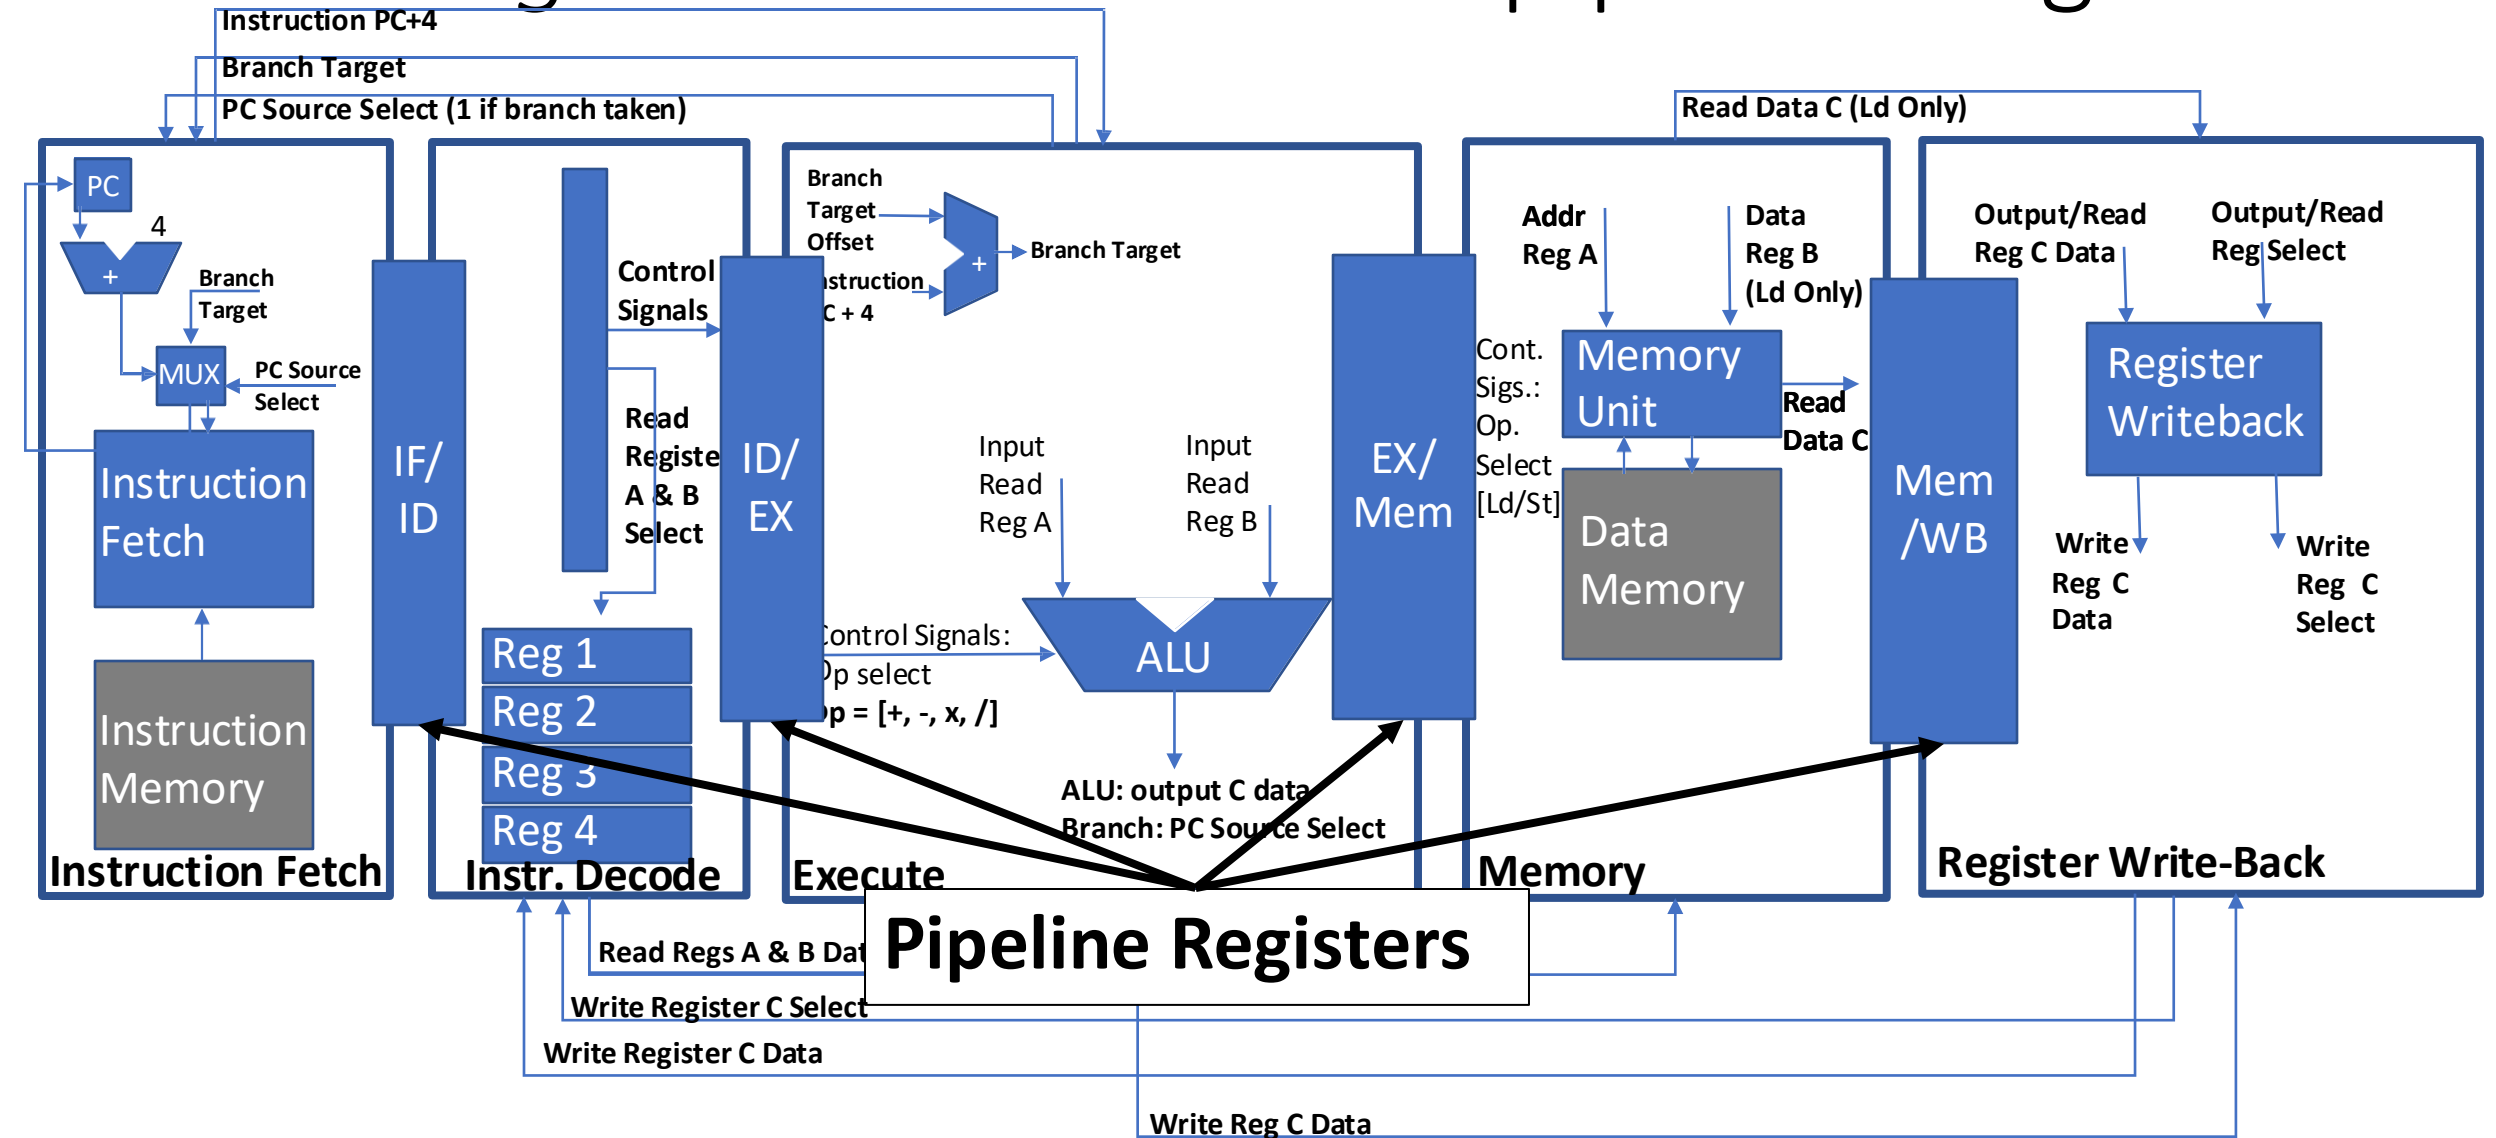 Instruction PC+4
Branch Target
PC Source Select (1 if branch taken)
Read Data C (Ld Only)
PC
4
+
Branch
Target
MUX
PC Source
Select
Instruction
Fetch
Instruction
Memory
Instruction Fetch
IF/
ID
Control
Signals
Read
Registe
A & B
Select
Reg 1
Reg 2
Reg 3
Reg 4
Instr. Decode
ID/
EX
Branch
Target
Offset
nstruction
C + 4
+
Branch Target
Input
Read
Reg A
Input
Read
Reg B
Control Signals:
Op select
Op = [+, -, x, /]
ALU
ALU: output C data
Branch: PC Source Select
Execute
EX/
Mem
Addr
Reg A
Data
Reg B
(Ld Only)
Cont.
Sigs.:
Op.
Select
[Ld/St]
Memory
Unit
Read
Data C
Data
Memory
Memory
Mem
/WB
Output/Read
Reg C Data
Output/Read
Reg Select
Register
Writeback
Write
Reg C
Data
Write
Reg C
Select
Register Write-Back
Pipeline Registers
Read Regs A & B Dat
Write Register C Select
Write Register C Data
Write Reg C Data